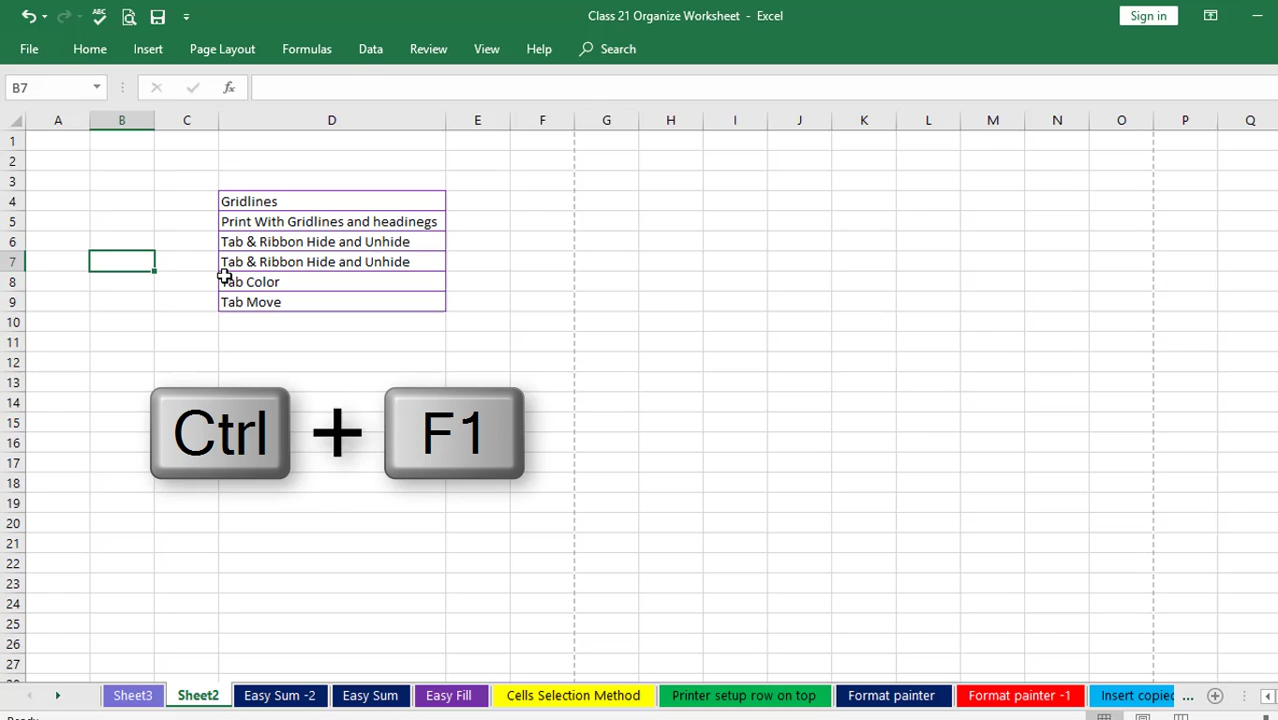 ABC
Class 21 Organize Worksheet - Excel
Sign in
File Home Insert Page Layout Formulas Data Review View Help Search
B7 fx
A B C D E F G H I J K L M N O P Q
1
2
3
4 Gridlines
5 Print With Gridlines and headinegs
6 Tab & Ribbon Hide and Unhide
7 Tab & Ribbon Hide and Unhide
8 Tab Color
9 Tab Move
10
11
12
13
14
15
16
17
18
19
20
21
22
23
24
25
26
27
Ctrl + F1
Sheet3 Sheet2 Easy Sum -2 Easy Sum Easy Fill Cells Selection Method Printer setup row on top Format painter Format painter -1 Insert copied ...